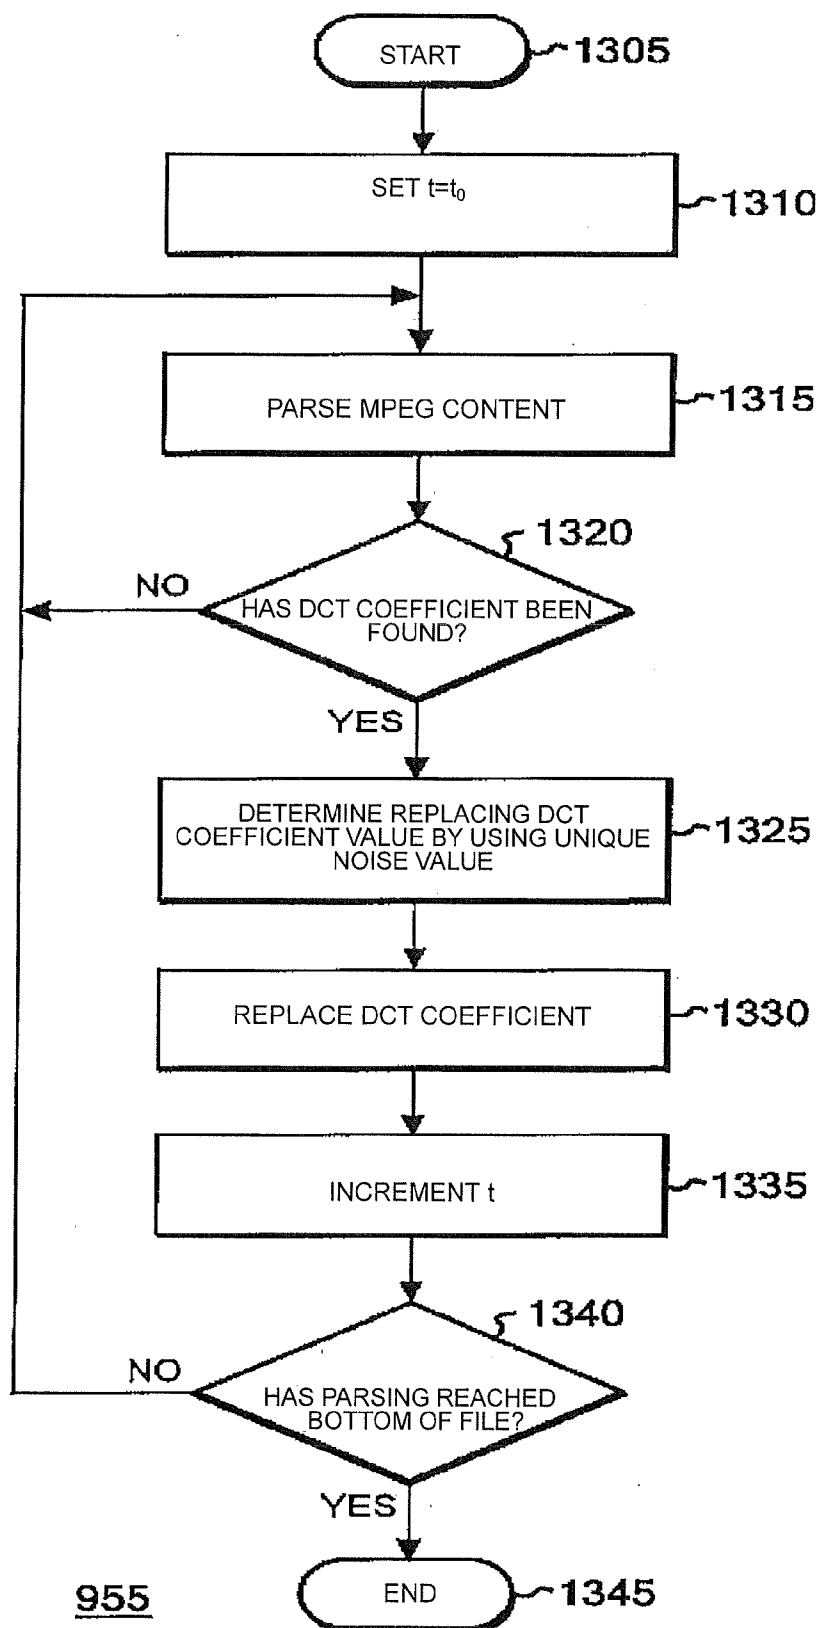 START
1305
SET t=t₀
1310
PARSE MPEG CONTENT
1315
1320
NO
HAS DCT COEFFICIENT BEEN
FOUND?
YES
DETERMINE REPLACING DCT
COEFFICIENT VALUE BY USING UNIQUE
NOISE VALUE
1325
REPLACE DCT COEFFICIENT
1330
INCREMENT t
1335
1340
NO
HAS PARSING REACHED
BOTTOM OF FILE?
YES
END
1345
955